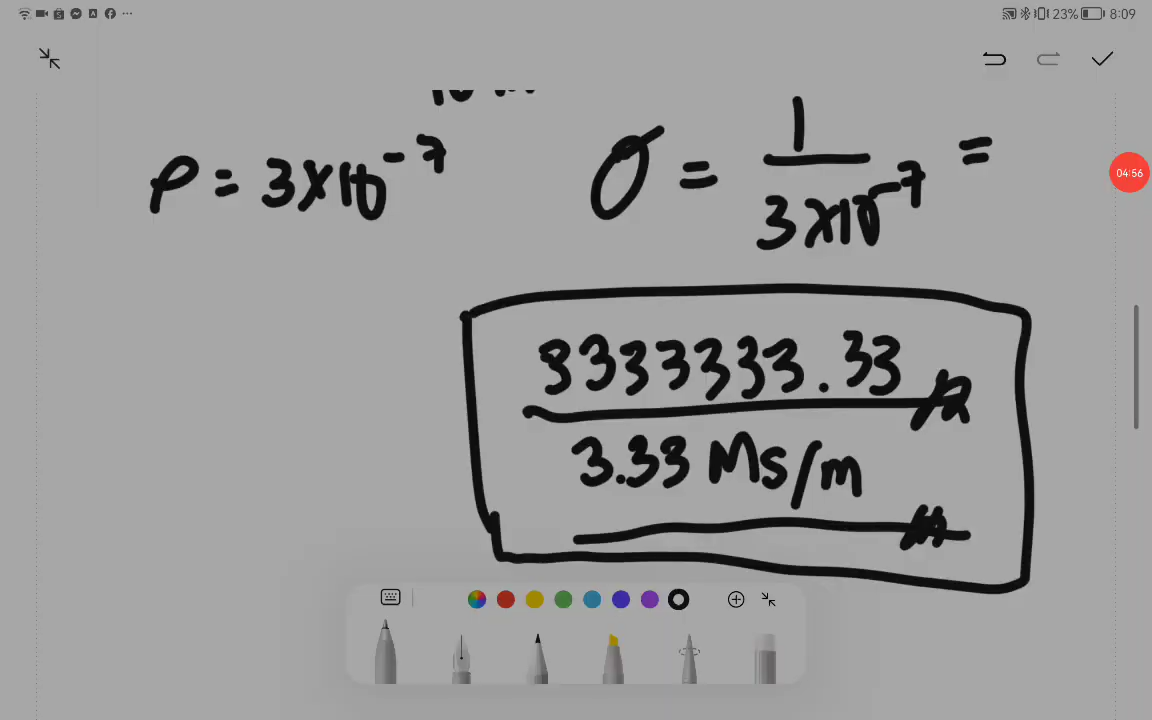 23% 8:09
04:56
ρ = 3×10⁻⁷ σ = 1/3×10⁻⁷ =
3333333.33
3.33 Ms/m